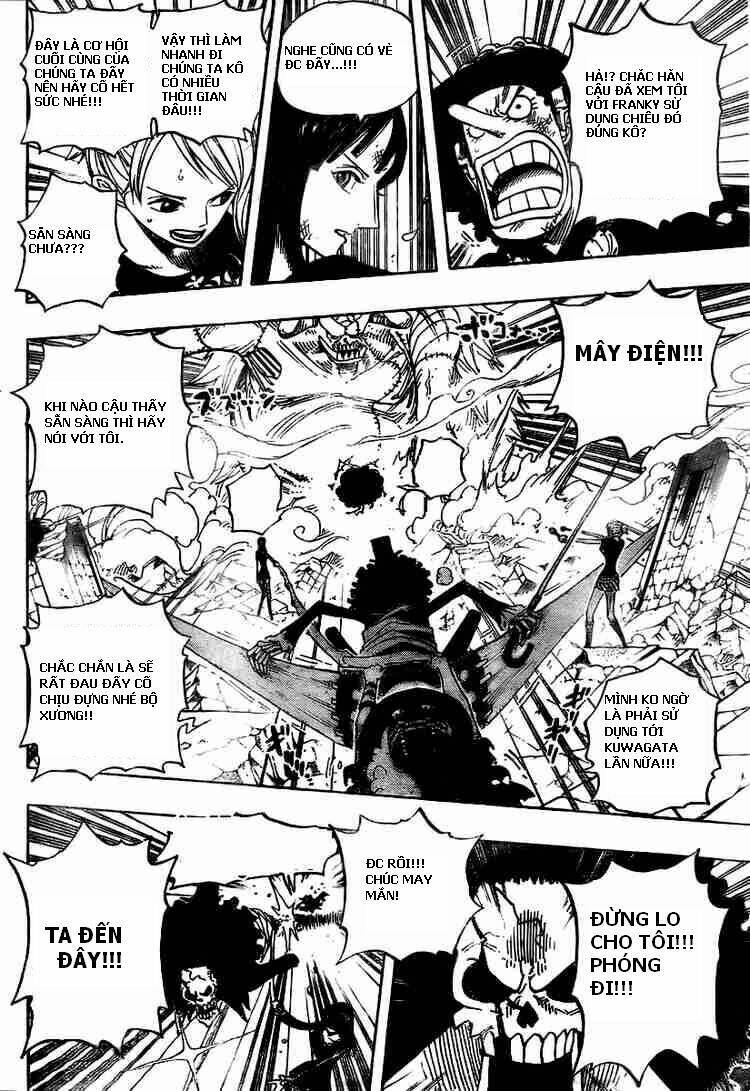 HẢ!? CHẮC HẲN
CẬU ĐÃ XEM TÔI
VỚI FRANKY SỬ
DỤNG CHIÊU ĐÓ
ĐÚNG KÔ?
NGHE CŨNG CÓ VẺ
ĐC ĐẤY...!!!
VẬY THÌ LÀM
NHANH ĐI
CHÚNG TA KÔ
CÓ NHIỀU
THỜI GIAN
ĐÂU!!!
ĐÂY LÀ CƠ HỘI
CUỐI CÙNG CỦA
CHÚNG TA ĐẤY
NÊN HÃY CỐ HẾT
SỨC NHÉ!!!
SẴN SÀNG
CHƯA???
MÂY ĐIỆN!!!
KHI NÀO CẬU THẤY
SẴN SÀNG THÌ HÃY
NÓI VỚI TÔI.
MÌNH KO NGỜ
LÀ PHẢI SỬ
DỤNG TỚI
KUWAGATA
LẦN NỮA!!!
CHẮC CHẮN LÀ SẼ
RẤT ĐAU ĐẤY CỐ
CHỊU ĐỰNG NHÉ BỘ
XƯƠNG!!
ĐỪNG LO
CHO TÔI!!!
PHÓNG
ĐI!!!
ĐC RỒI!!!
CHÚC MAY
MẮN!
TA ĐẾN
ĐÂY!!!